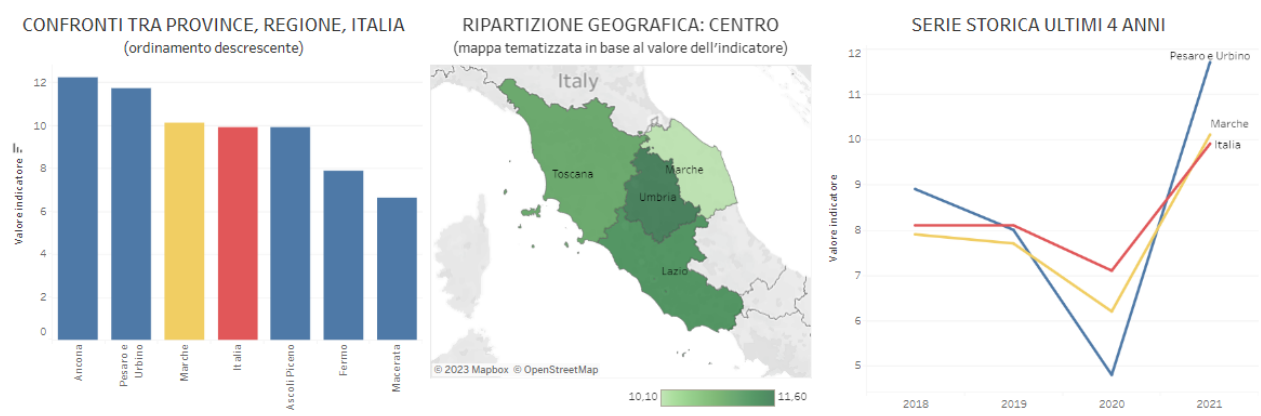 CONFRONTI TRA PROVINCE, REGIONE, ITALIA
(ordinamento descrescente)
Valore indicatore
12
10
8
6
4
2
0
Ancona
Pesaro e
Urbino
Marche
Italia
Ascoli Piceno
Fermo
Macerata
RIPARTIZIONE GEOGRAFICA: CENTRO
(mappa tematizzata in base al valore dell'indicatore)
Italy
Toscana
Marche
Umbria
Lazio
© 2023 Mapbox © OpenStreetMap
10,10
11,60
SERIE STORICA ULTIMI 4 ANNI
Valore indicatore
12
11
10
9
8
7
6
5
Pesaro e Urbino
Marche
Italia
2018
2019
2020
2021